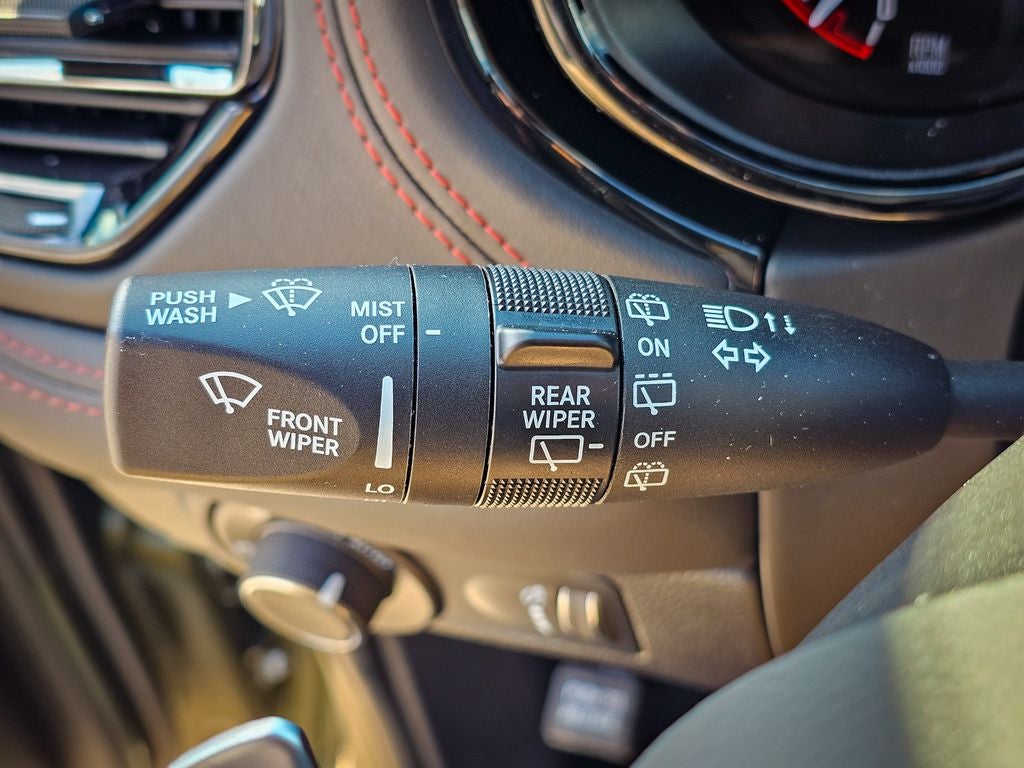 RPM
PUSH
WASH
MIST
OFF
FRONT
WIPER
LO
REAR
WIPER
ON
OFF